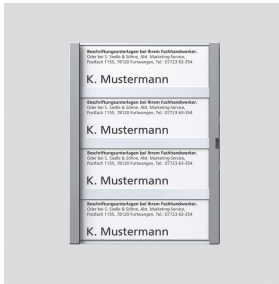 Beschriftungsunterlagen bei Ihrem Fachhandwerker.
Oder bei S. Siedle & Söhne, Abt. Marketing-Service,
Postfach 1155, 78120 Furtwangen, Tel.: 07723 63-354
K. Mustermann
Beschriftungsunterlagen bei Ihrem Fachhandwerker.
Oder bei S. Siedle & Söhne, Abt. Marketing-Service,
Postfach 1155, 78120 Furtwangen, Tel.: 07723 63-354
K. Mustermann
Beschriftungsunterlagen bei Ihrem Fachhandwerker.
Oder bei S. Siedle & Söhne, Abt. Marketing-Service,
Postfach 1155, 78120 Furtwangen, Tel.: 07723 63-354
K. Mustermann
Beschriftungsunterlagen bei Ihrem Fachhandwerker.
Oder bei S. Siedle & Söhne, Abt. Marketing-Service,
Postfach 1155, 78120 Furtwangen, Tel.: 07723 63-354
K. Mustermann